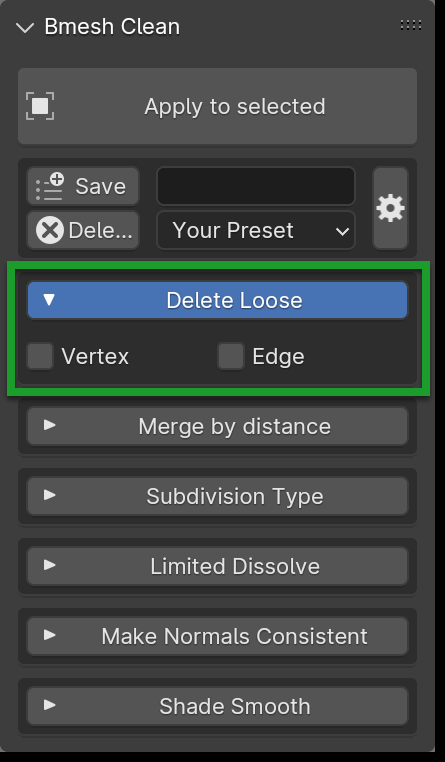 Bmesh Clean
Apply to selected
Save
Dele...
Your Preset
Delete Loose
Vertex
Edge
Merge by distance
Subdivision Type
Limited Dissolve
Make Normals Consistent
Shade Smooth